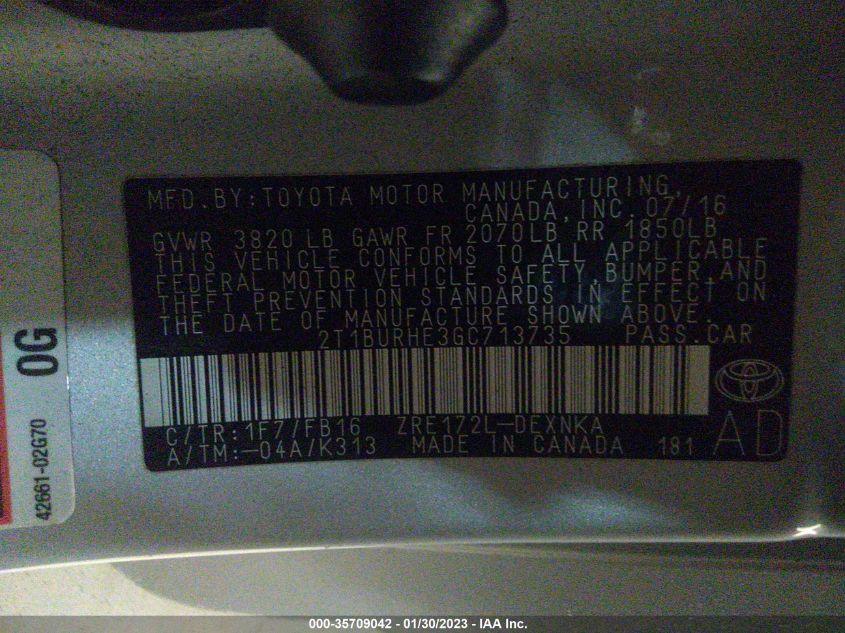 MFD.BY:TOYOTA MOTOR MANUFACTURING,
CANADA,INC.07/16
GVWR 3820 LB GAWR FR 2070LB RR 1850LB
THIS VEHICLE CONFORMS TO ALL APPLICABLE
FEDERAL MOTOR VEHICLE SAFETY,BUMPER,AND
THEFT PREVENTION STANDARDS IN EFFECT ON
THE DATE OF MANUFACTURE SHOWN ABOVE.
2T1BURHE3GC713735 PASS.CAR
C/TR:1F7/FB16 ZRE172L-DEXNKA
A/TM:-04A/K313 MADE IN CANADA 181
AD
0G
42661-02G70
000-35709042 - 01/30/2023 - IAA Inc.